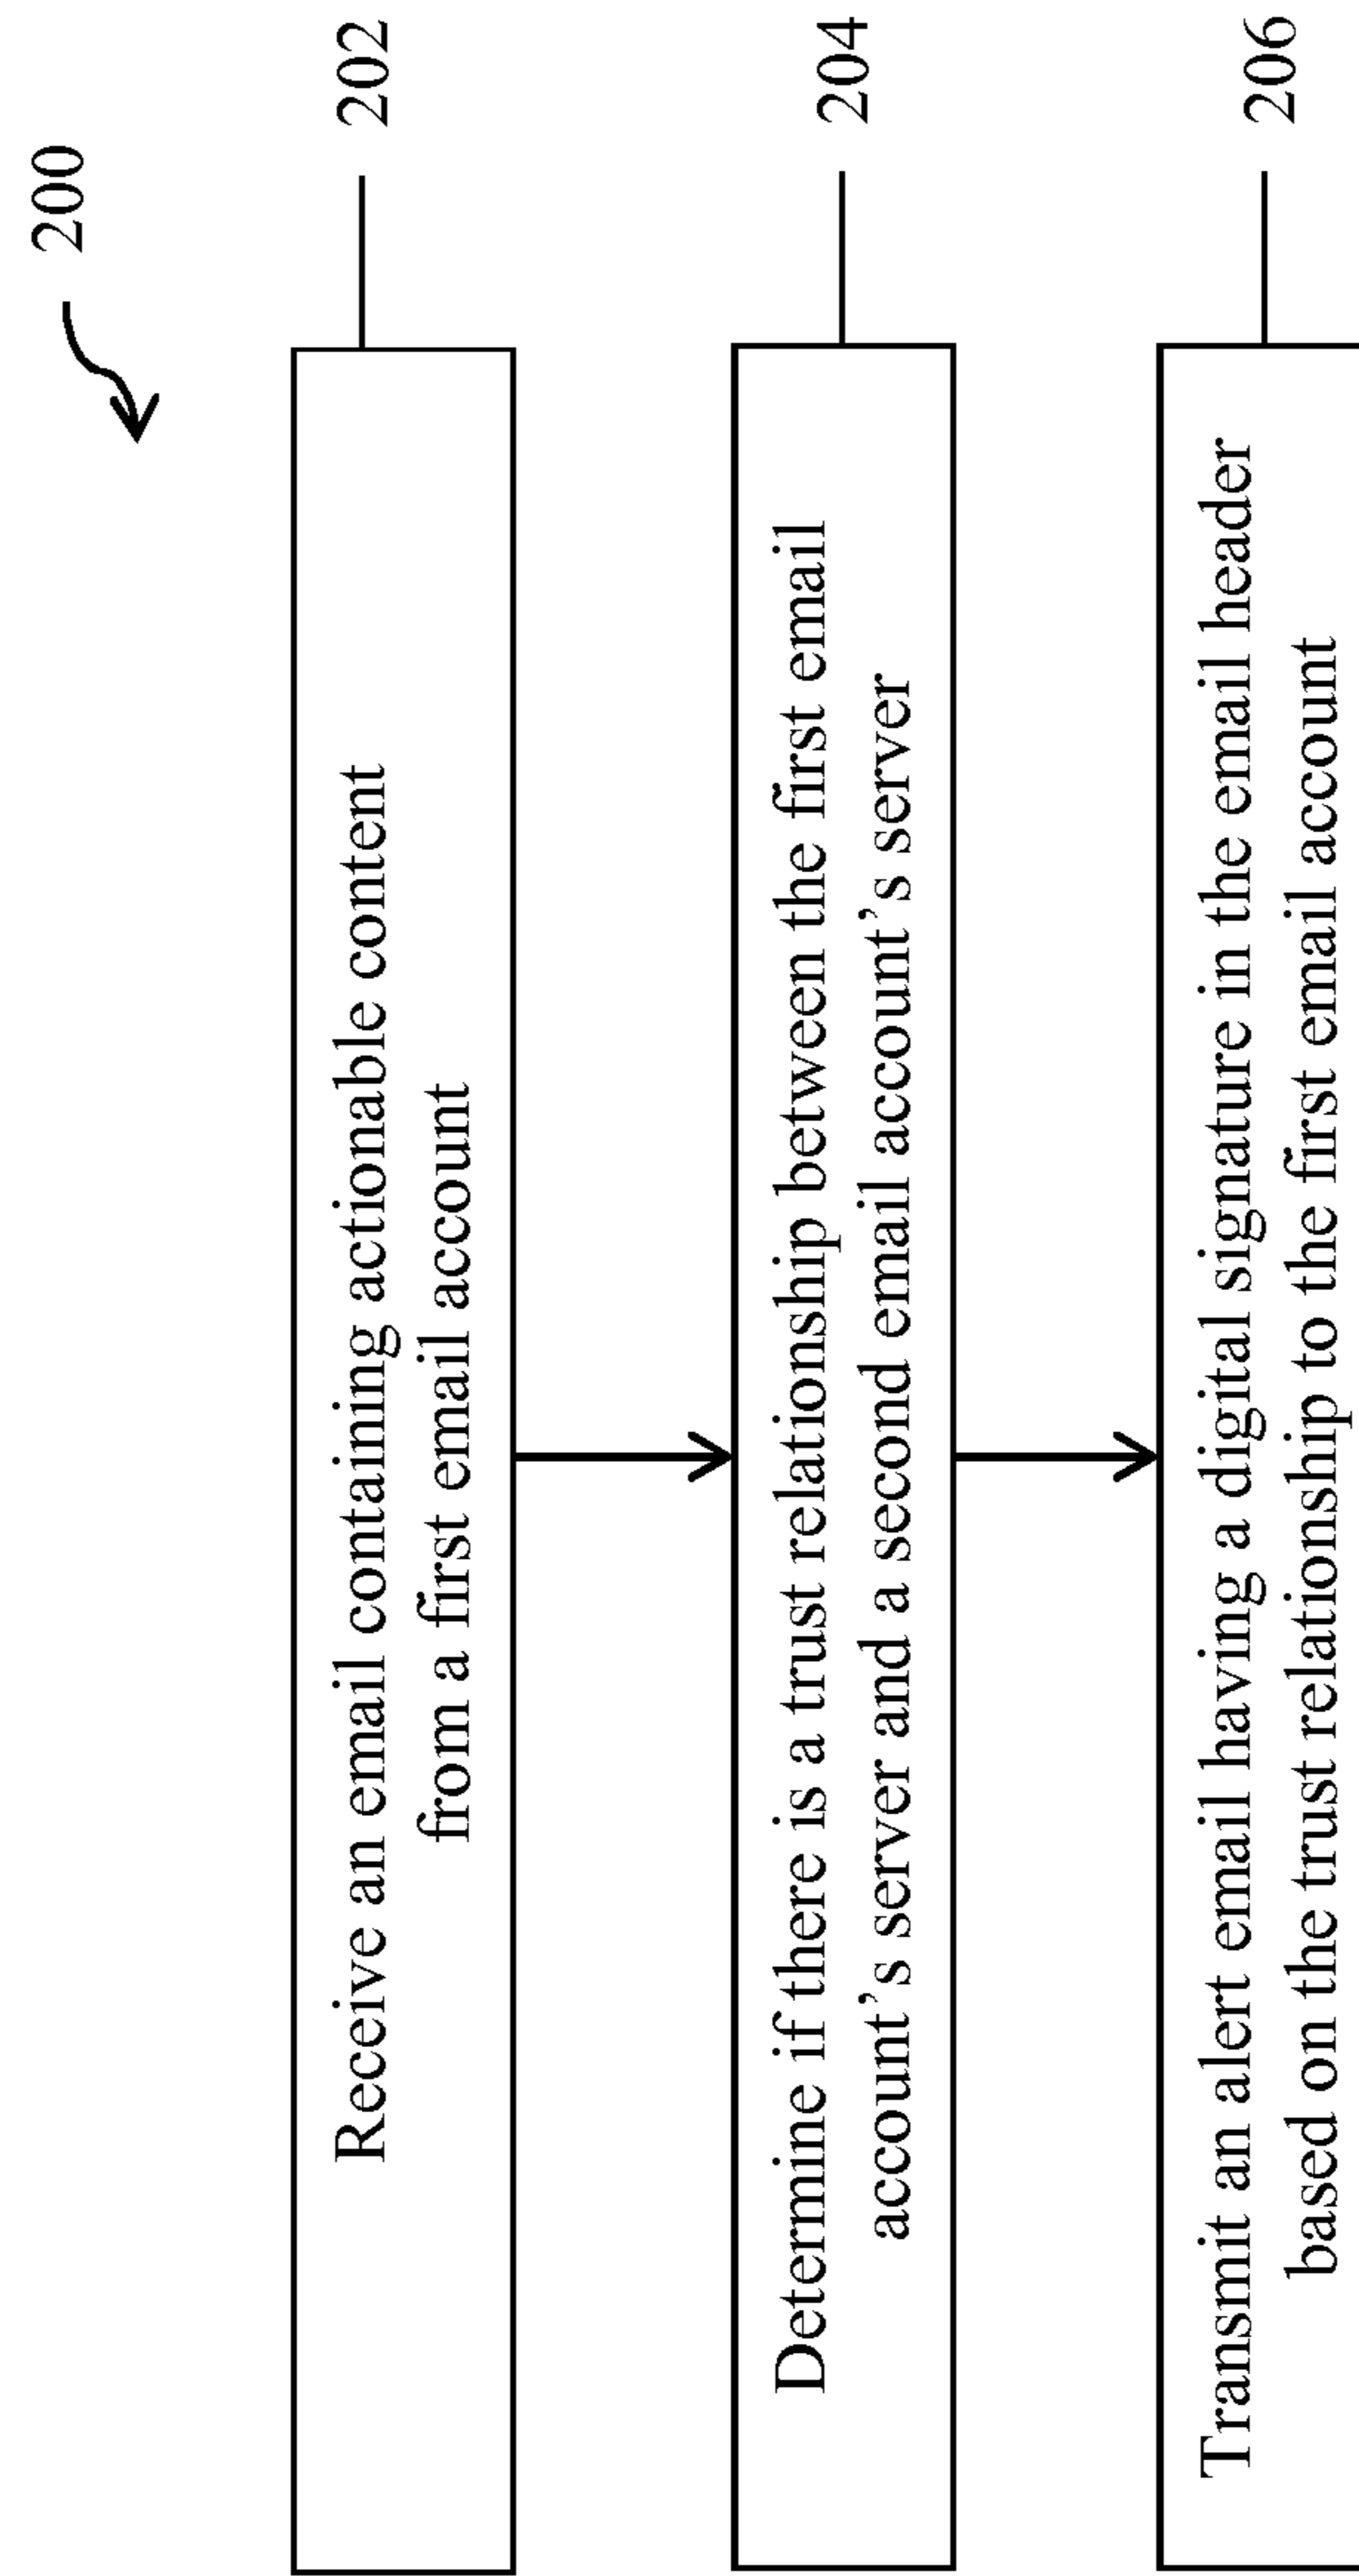 200
Receive an email containing actionable content
from a first email account
202
Determine if there is a trust relationship between the first email
account’s server and a second email account’s server
204
Transmit an alert email having a digital signature in the email header
based on the trust relationship to the first email account
206